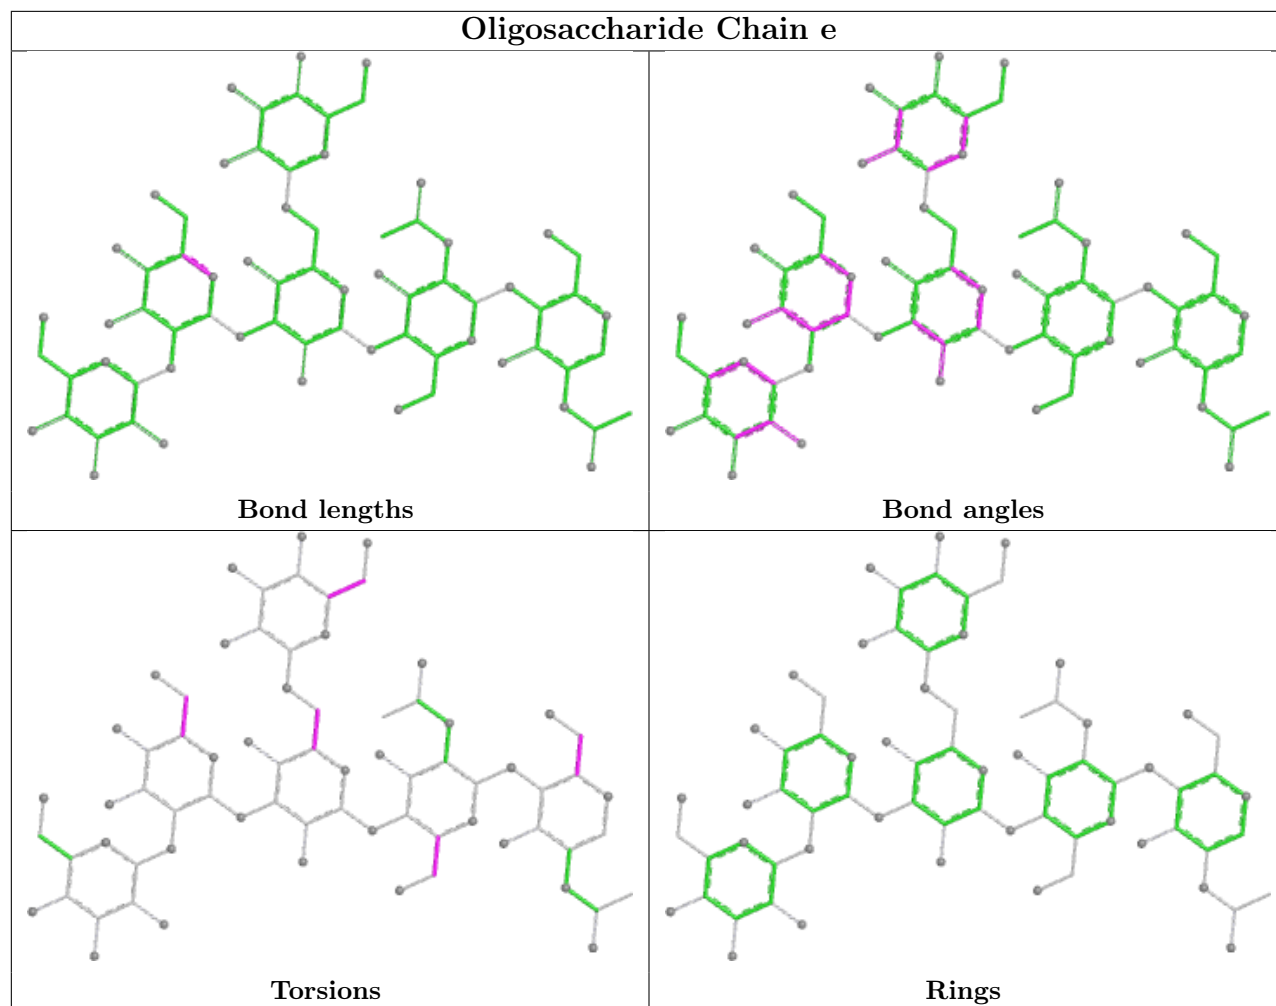 Oligosaccharide Chain e
Bond lengths
Bond angles
Torsions
Rings